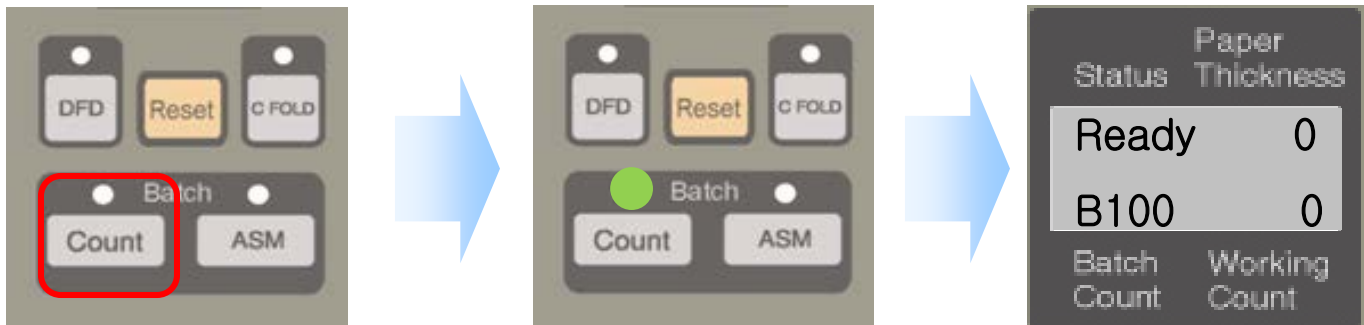 DFD Reset C FOLD
Batch
Count ASM
DFD Reset C FOLD
Batch
Count ASM
Status Paper Thickness
Ready 0
B100 0
Batch Count Working Count